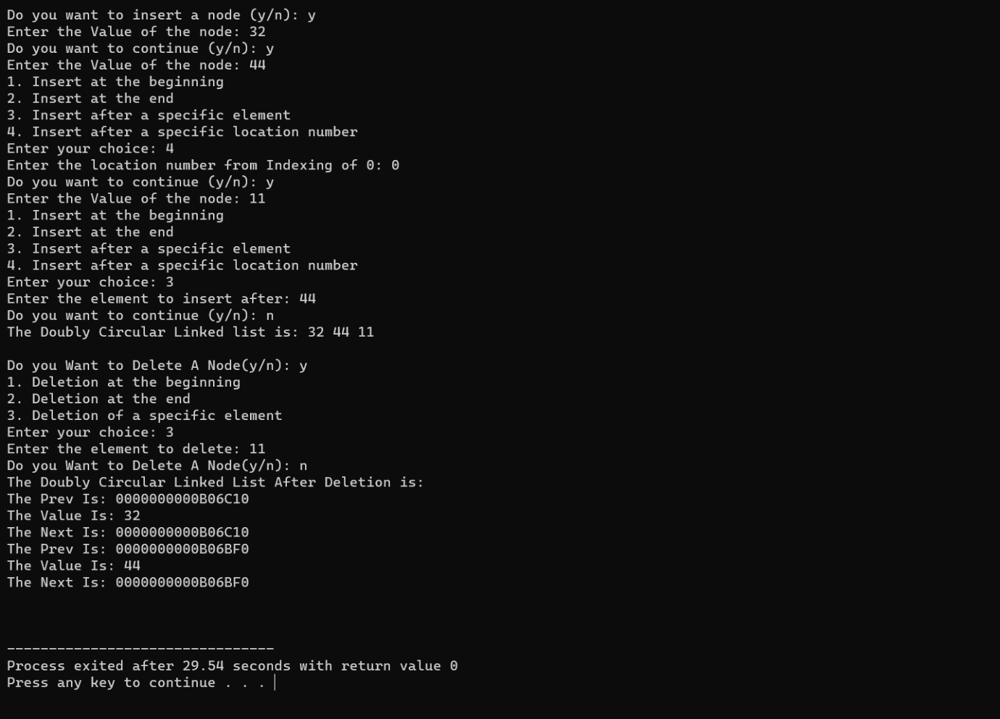 Do you want to insert a node (y/n): y
Enter the Value of the node: 32
Do you want to continue (y/n): y
Enter the Value of the node: 44
1. Insert at the beginning
2. Insert at the end
3. Insert after a specific element
4. Insert after a specific location number
Enter your choice: 4
Enter the location number from Indexing of 0: 0
Do you want to continue (y/n): y
Enter the Value of the node: 11
1. Insert at the beginning
2. Insert at the end
3. Insert after a specific element
4. Insert after a specific location number
Enter your choice: 3
Enter the element to insert after: 44
Do you want to continue (y/n): n
The Doubly Circular Linked list is: 32 44 11

Do you Want to Delete A Node(y/n): y
1. Deletion at the beginning
2. Deletion at the end
3. Deletion of a specific element
Enter your choice: 3
Enter the element to delete: 11
Do you Want to Delete A Node(y/n): n
The Doubly Circular Linked List After Deletion is:
The Prev Is: 0000000000B06C10
The Value Is: 32
The Next Is: 0000000000B06C10
The Prev Is: 0000000000B06BF0
The Value Is: 44
The Next Is: 0000000000B06BF0

--------------------------------
Process exited after 29.54 seconds with return value 0
Press any key to continue . . .